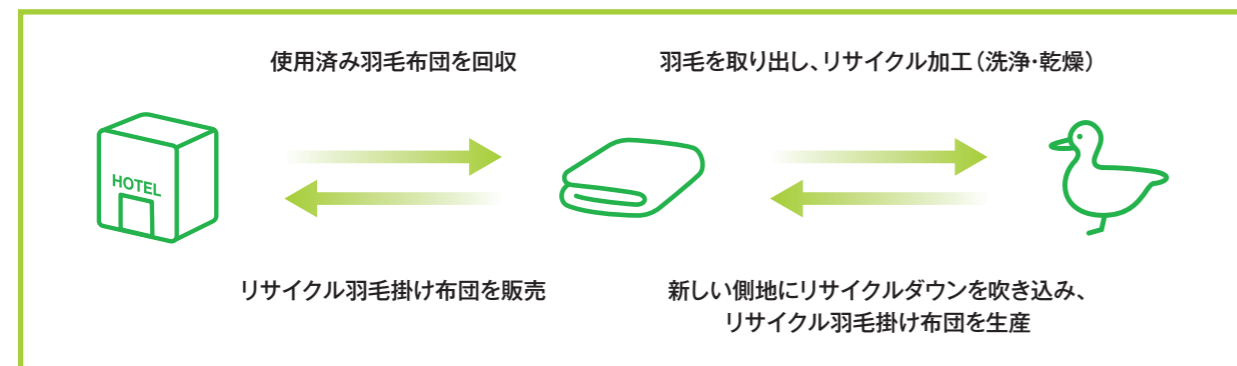 使用済み羽毛布団を回収
羽毛を取り出し、リサイクル加工（洗浄・乾燥）
HOTEL
リサイクル羽毛掛け布団を販売
新しい側地にリサイクルダウンを吹き込み、
リサイクル羽毛掛け布団を生産